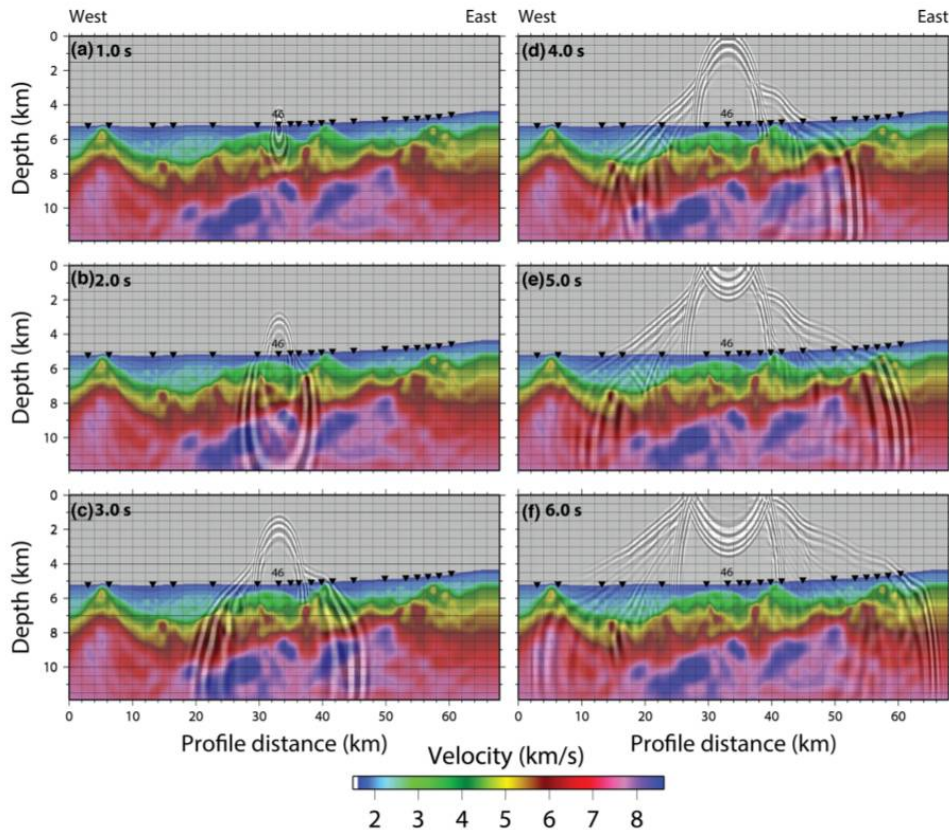 West East West East
(a) 1.0 s
(d) 4.0 s
0
2
4
6
8
10
Depth (km)
46
46
(b) 2.0 s
(e) 5.0 s
0
2
4
6
8
10
Depth (km)
46
46
(c) 3.0 s
(f) 6.0 s
0
2
4
6
8
10
Depth (km)
46
46
0 10 20 30 40 50 60 0 10 20 30 40 50 60
Profile distance (km) Profile distance (km)
Velocity (km/s)
2 3 4 5 6 7 8